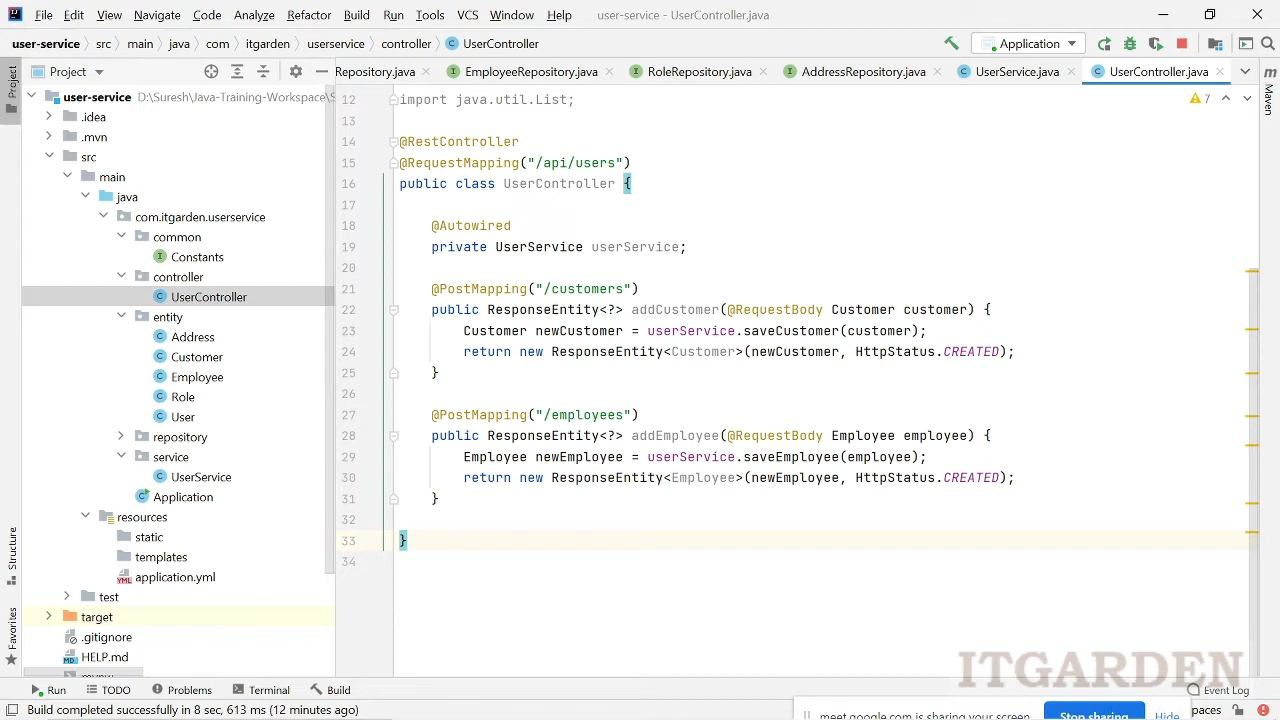 File Edit View Navigate Code Analyze Refactor Build Run Tools VCS Window Help user-service - UserController.java
user-service src main java com itgarden userservice controller UserController Application
Project Repository.java EmployeeRepository.java RoleRepository.java AddressRepository.java UserService.java UserController.java
Project
Maven
Structure
Favorites
user-service D:\Suresh\Java-Training-Workspace\
.idea
.mvn
src
main
java
com.itgarden.userservice
common
Constants
controller
UserController
entity
Address
Customer
Employee
Role
User
repository
service
UserService
Application
resources
static
templates
application.yml
test
target
.gitignore
HELP.md
7
12 import java.util.List;
13
14 @RestController
15 @RequestMapping("/api/users")
16 public class UserController {
17
18 @Autowired
19 private UserService userService;
20
21 @PostMapping("/customers")
22 public ResponseEntity<?> addCustomer(@RequestBody Customer customer) {
23 Customer newCustomer = userService.saveCustomer(customer);
24 return new ResponseEntity<Customer>(newCustomer, HttpStatus.CREATED);
25 }
26
27 @PostMapping("/employees")
28 public ResponseEntity<?> addEmployee(@RequestBody Employee employee) {
29 Employee newEmployee = userService.saveEmployee(employee);
30 return new ResponseEntity<Employee>(newEmployee, HttpStatus.CREATED);
31 }
32
33 }
34
ITGARDEN
Run TODO Problems Terminal Build Event Log
Build completed successfully in 8 sec, 613 ms (12 minutes ago) meet.google.com is sharing your screen. Stop sharing Hide paces